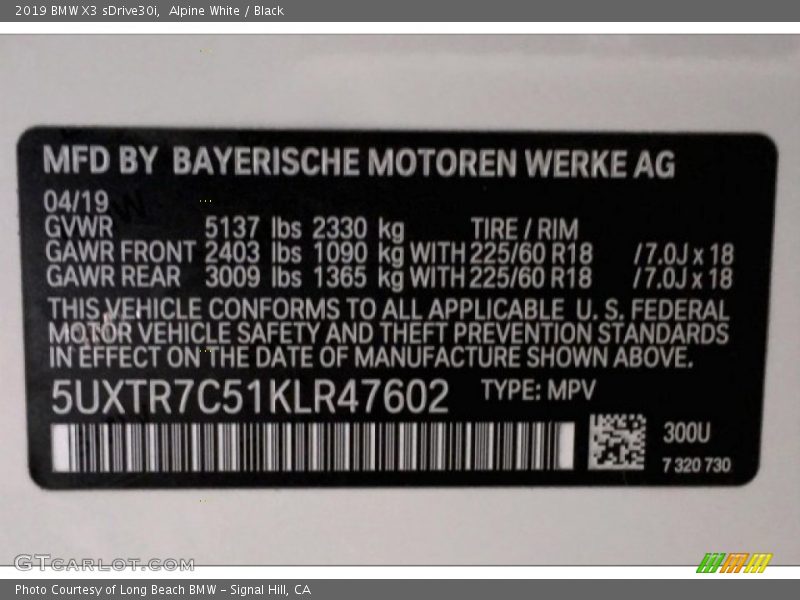 2019 BMW X3 sDrive30i,  Alpine White / Black
MFD BY BAYERISCHE MOTOREN WERKE AG
04/19
GVWR 5137 lbs 2330 kg TIRE / RIM
GAWR FRONT 2403 lbs 1090 kg WITH 225/60 R18 /7.0J x 18
GAWR REAR 3009 lbs 1365 kg WITH 225/60 R18 /7.0J x 18
THIS VEHICLE CONFORMS TO ALL APPLICABLE U. S. FEDERAL
MOTOR VEHICLE SAFETY AND THEFT PREVENTION STANDARDS
IN EFFECT ON THE DATE OF MANUFACTURE SHOWN ABOVE.
5UXTR7C51KLR47602 TYPE: MPV
300U
7 320 730
GTCARLOT.COM
Photo Courtesy of Long Beach BMW - Signal Hill, CA